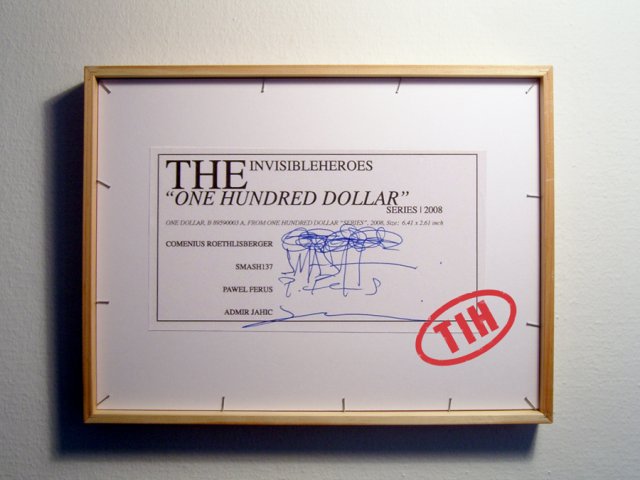 THE INVISIBLEHEROES
"ONE HUNDRED DOLLAR"
SERIES | 2008
ONE DOLLAR, B 89590003 A, FROM ONE HUNDRED DOLLAR "SERIES", 2008, Size: 6.41 x 2.61 inch
COMENIUS ROETHLISBERGER
SMASH137
PAWEL FERUS
ADMIR JAHIC
TIH